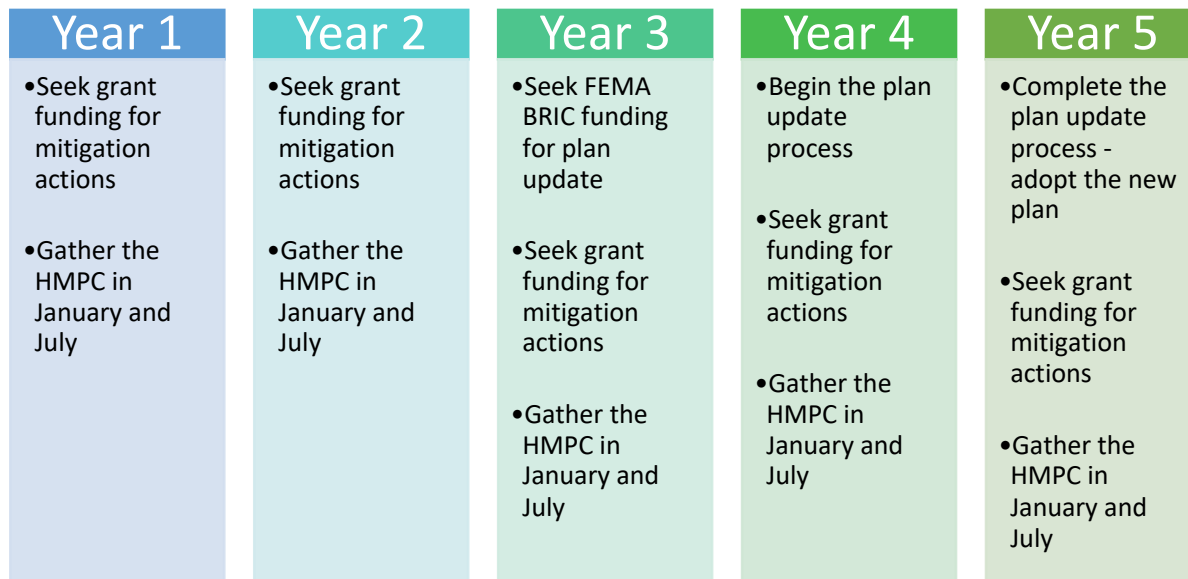 Year 1
•Seek grant
funding for
mitigation
actions
•Gather the
HMPC in
January and
July
Year 2
•Seek grant
funding for
mitigation
actions
•Gather the
HMPC in
January and
July
Year 3
•Seek FEMA
BRIC funding
for plan
update
•Seek grant
funding for
mitigation
actions
•Gather the
HMPC in
January and
July
Year 4
•Begin the plan
update
process
•Seek grant
funding for
mitigation
actions
•Gather the
HMPC in
January and
July
Year 5
•Complete the
plan update
process -
adopt the new
plan
•Seek grant
funding for
mitigation
actions
•Gather the
HMPC in
January and
July